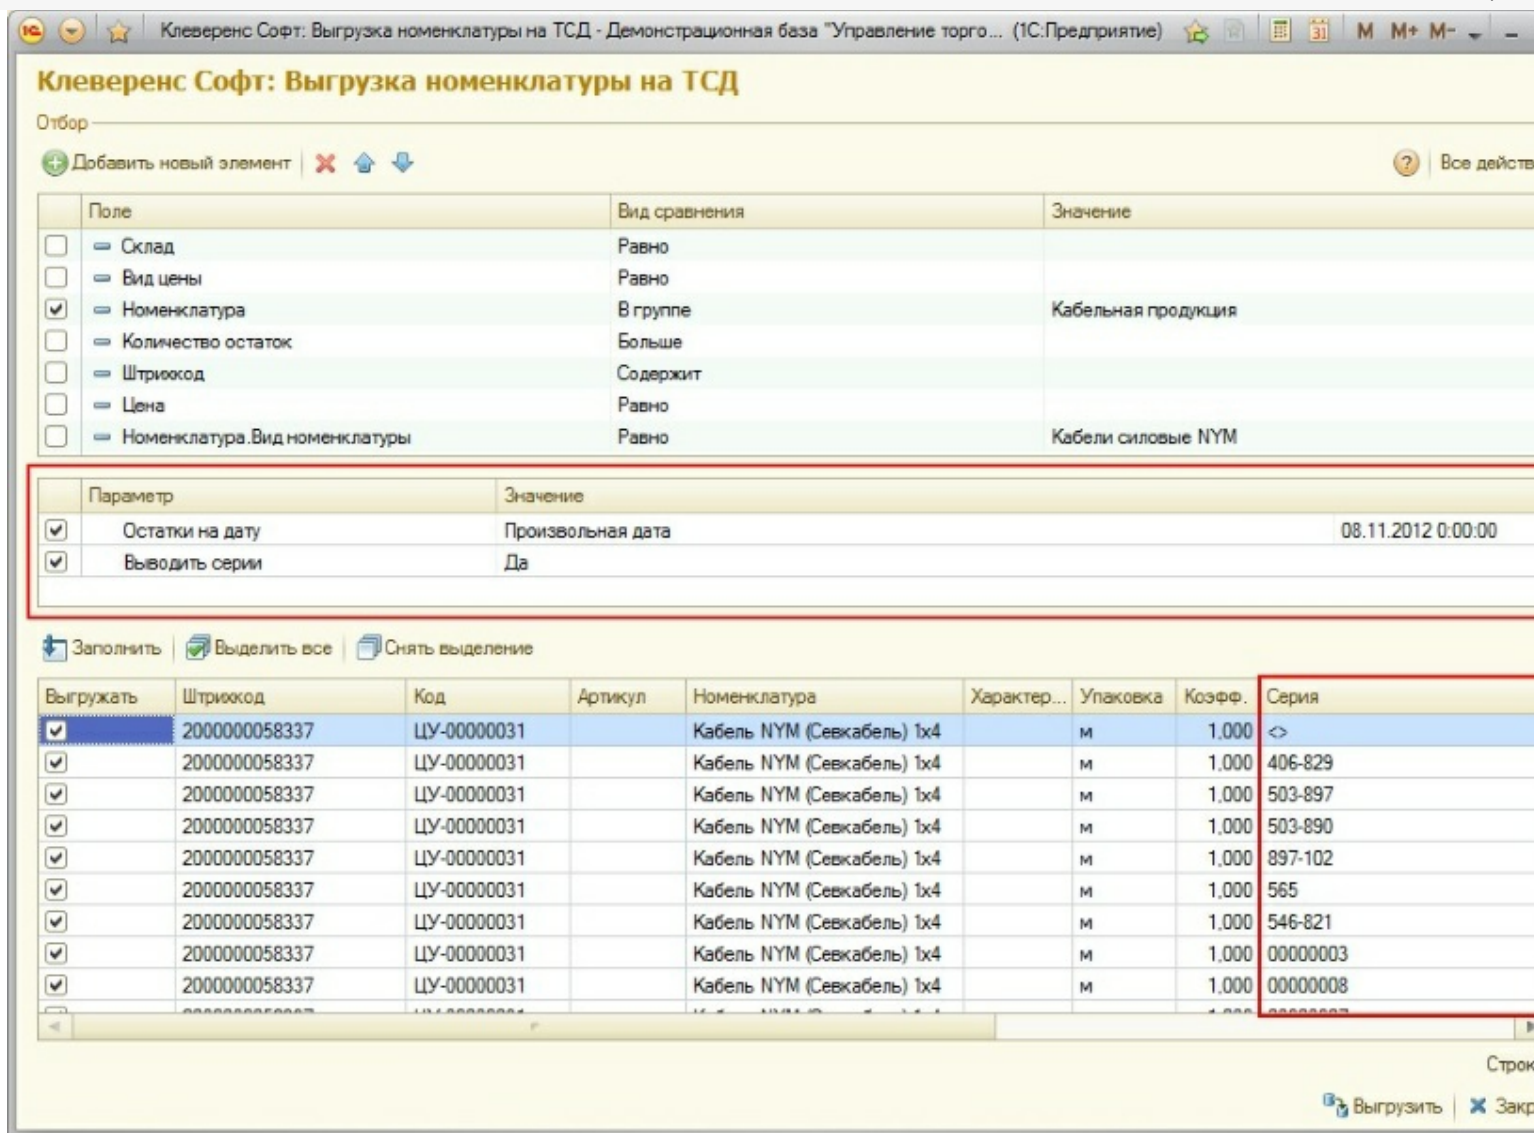 Клеверенс Софт: Выгрузка номенклатуры на ТСД - Демонстрационная база "Управление торго... (1С:Предприятие) 31 M M+ M-
Клеверенс Софт: Выгрузка номенклатуры на ТСД
Отбор
Добавить новый элемент ? Все действ
Поле Вид сравнения Значение
Склад Равно
Вид цены Равно
Номенклатура В группе Кабельная продукция
Количество остаток Больше
Штрихкод Содержит
Цена Равно
Номенклатура.Вид номенклатуры Равно Кабели силовые NYM
Параметр Значение
Остатки на дату Произвольная дата 08.11.2012 0:00:00
Выводить серии Да
Заполнить Выделить все Снять выделение
Выгружать Штрихкод Код Артикул Номенклатура Характер... Упаковка Коэфф. Серия
2000000058337 ЦУ-00000031 Кабель NYM (Севкабель) 1x4 м 1,000 <>
2000000058337 ЦУ-00000031 Кабель NYM (Севкабель) 1x4 м 1,000 406-829
2000000058337 ЦУ-00000031 Кабель NYM (Севкабель) 1x4 м 1,000 503-897
2000000058337 ЦУ-00000031 Кабель NYM (Севкабель) 1x4 м 1,000 503-890
2000000058337 ЦУ-00000031 Кабель NYM (Севкабель) 1x4 м 1,000 897-102
2000000058337 ЦУ-00000031 Кабель NYM (Севкабель) 1x4 м 1,000 565
2000000058337 ЦУ-00000031 Кабель NYM (Севкабель) 1x4 м 1,000 546-821
2000000058337 ЦУ-00000031 Кабель NYM (Севкабель) 1x4 м 1,000 00000003
2000000058337 ЦУ-00000031 Кабель NYM (Севкабель) 1x4 м 1,000 00000008
Строк
Выгрузить Закр